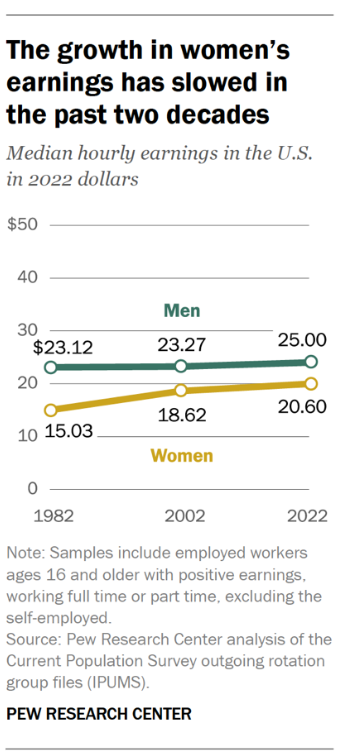 The growth in women's
earnings has slowed in
the past two decades
Median hourly earnings in the U.S.
in 2022 dollars
$50
40
Men
30
$23.12 23.27 25.00
20
15.03 18.62 20.60
10
Women
0
1982 2002 2022
Note: Samples include employed workers
ages 16 and older with positive earnings,
working full time or part time, excluding the
self-employed.
Source: Pew Research Center analysis of the
Current Population Survey outgoing rotation
group files (IPUMS).
PEW RESEARCH CENTER